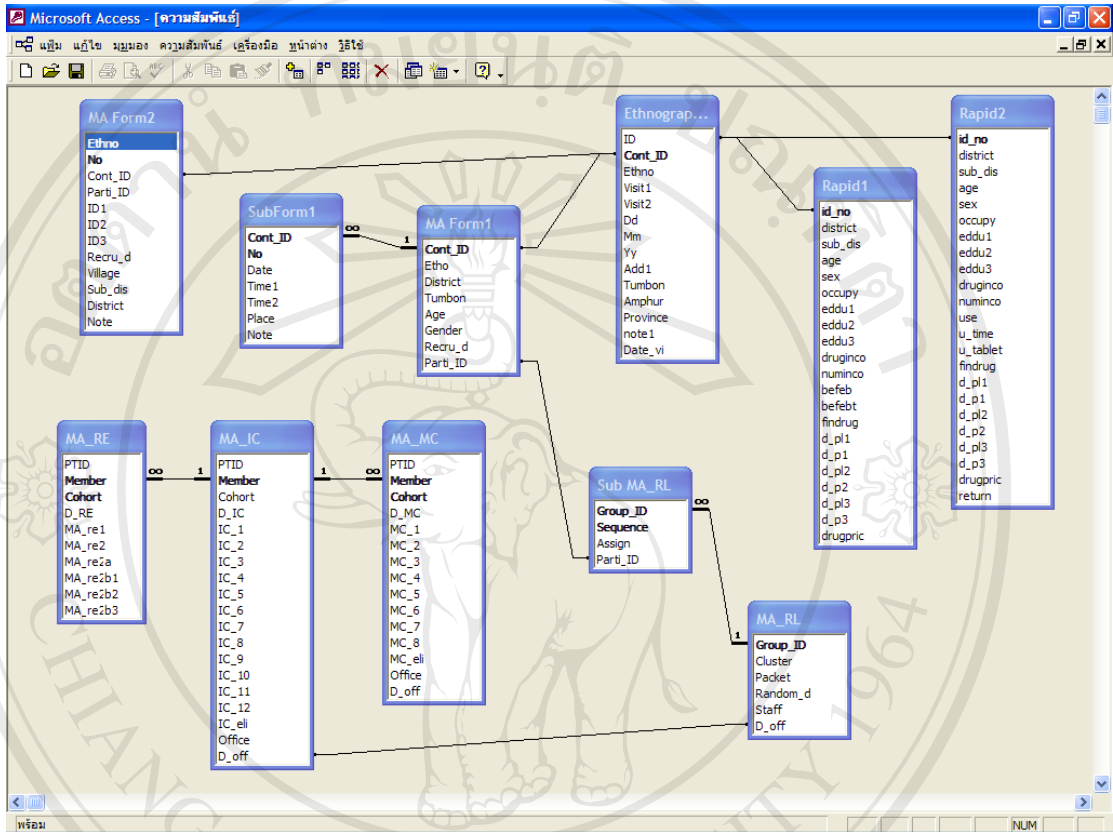 Microsoft Access - [ความสัมพันธ์]
แฟ้ม แก้ไข มุมมอง ความสัมพันธ์ เครื่องมือ หน้าต่าง วิธีใช้
MA Form2
Ethno
No
Cont_ID
Parti_ID
ID1
ID2
ID3
Recru_d
Village
Sub_dis
District
Note
SubForm1
Cont_ID
No
Date
Time1
Time2
Place
Note
∞
1
MA Form1
Cont_ID
Etho
District
Tumbon
Age
Gender
Recru_d
Parti_ID
Ethnograp...
ID
Cont_ID
Ethno
Visit1
Visit2
Dd
Mm
Yy
Add1
Tumbon
Amphur
Province
note1
Date_vi
Rapid1
id_no
district
sub_dis
age
sex
occupy
eddu1
eddu2
eddu3
druginco
numinco
befeb
befebt
findrug
d_pl1
d_p1
d_pl2
d_p2
d_pl3
d_p3
drugpric
Rapid2
id_no
district
sub_dis
age
sex
occupy
eddu1
eddu2
eddu3
druginco
numinco
use
u_time
u_tablet
findrug
d_pl1
d_p1
d_pl2
d_p2
d_pl3
d_p3
drugpric
return
MA_RE
PTID
Member
Cohort
D_RE
MA_re1
MA_re2
MA_re2a
MA_re2b1
MA_re2b2
MA_re2b3
∞
1
MA_IC
PTID
Member
Cohort
D_IC
IC_1
IC_2
IC_3
IC_4
IC_5
IC_6
IC_7
IC_8
IC_9
IC_10
IC_11
IC_12
IC_eli
Office
D_off
1
∞
MA_MC
PTID
Member
Cohort
D_MC
MC_1
MC_2
MC_3
MC_4
MC_5
MC_6
MC_7
MC_8
MC_eli
Office
D_off
Sub MA_RL
Group_ID
Sequence
Assign
Parti_ID
∞
1
MA_RL
Group_ID
Cluster
Packet
Random_d
Staff
D_off
พร้อม
NUM